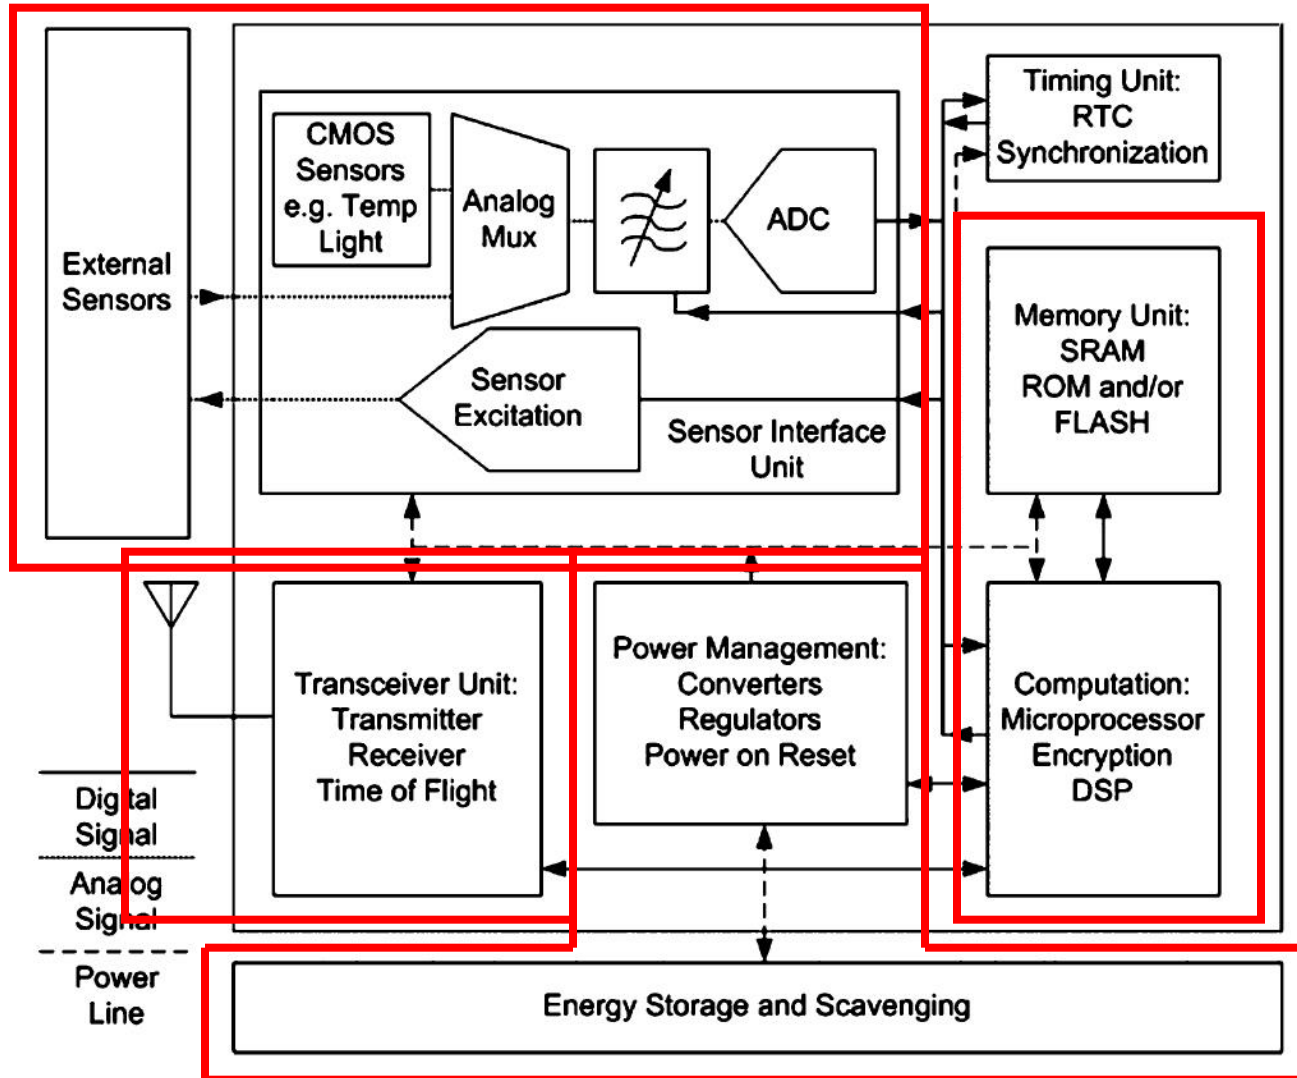 External
Sensors
CMOS
Sensors
e.g. Temp
Light
Analog
Mux
ADC
Sensor
Excitation
Sensor Interface
Unit
Timing Unit:
RTC
Synchronization
Memory Unit:
SRAM
ROM and/or
FLASH
Transceiver Unit:
Transmitter
Receiver
Time of Flight
Power Management:
Converters
Regulators
Power on Reset
Computation:
Microprocessor
Encryption
DSP
Digital
Signal
Analog
Signal
Power
Line
Energy Storage and Scavenging